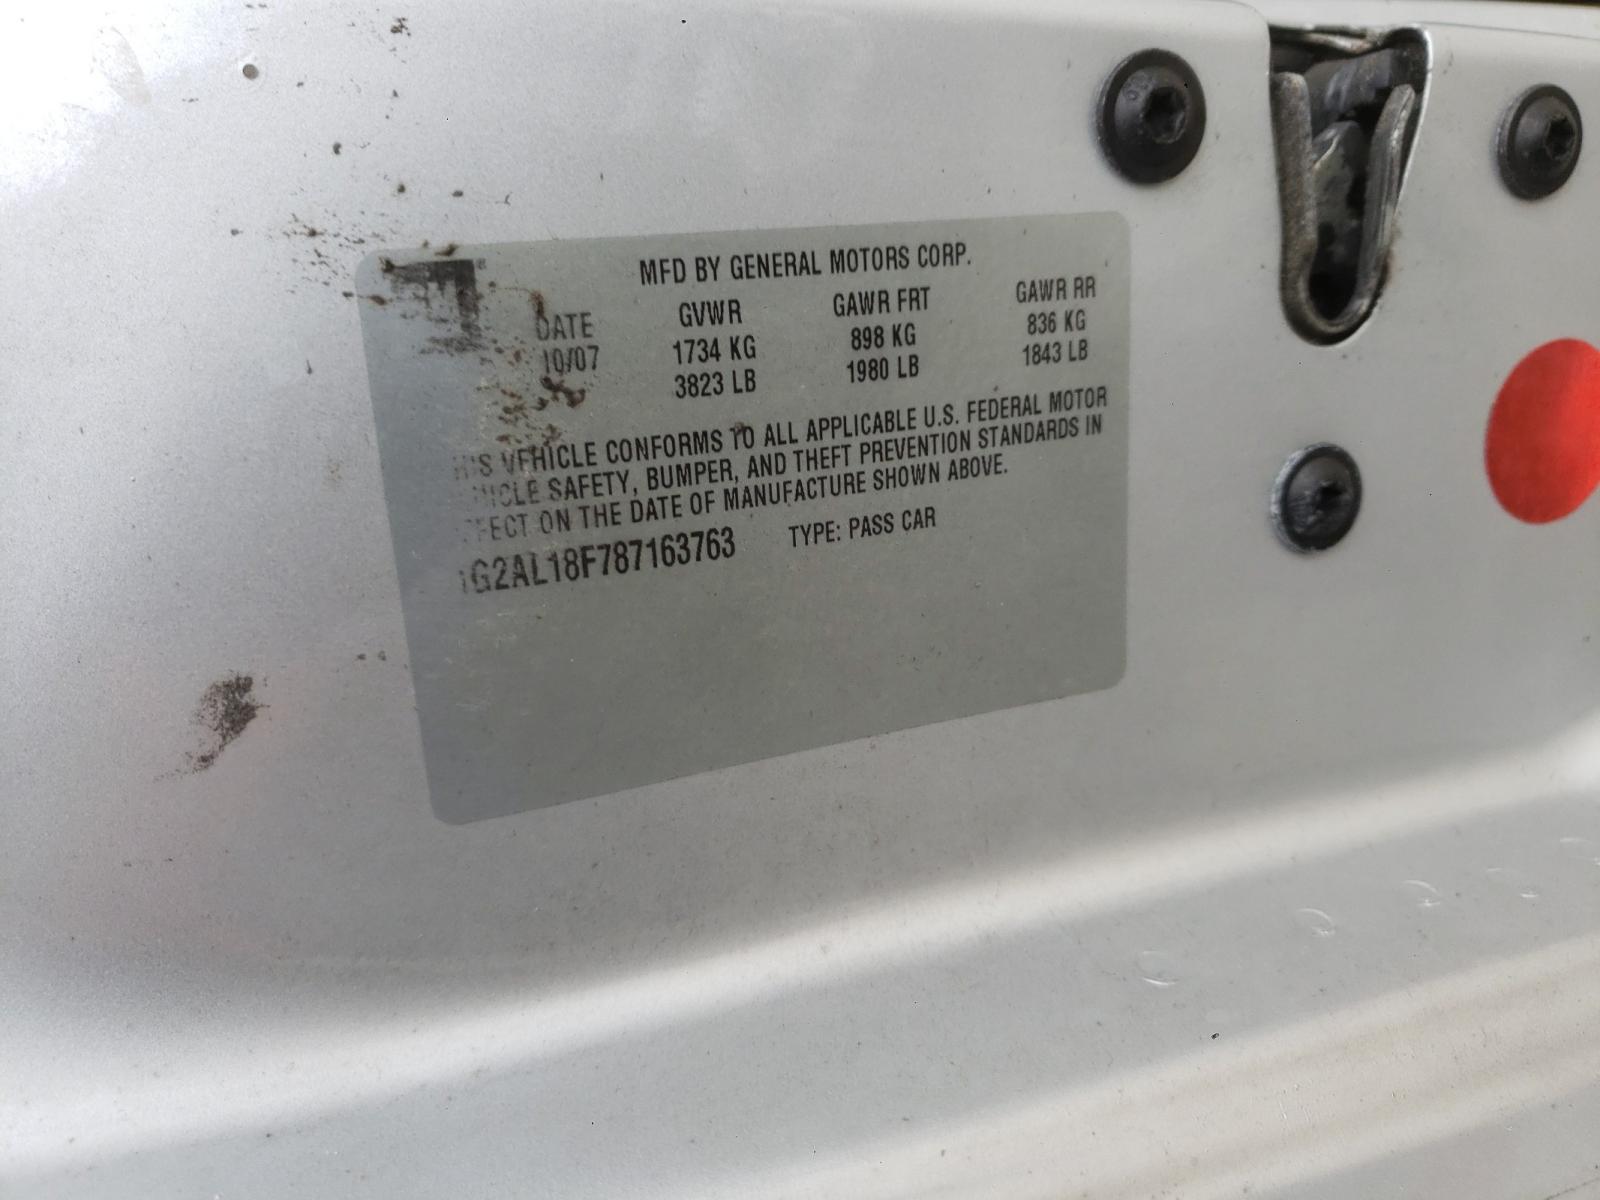 MFD BY GENERAL MOTORS CORP.
DATE GVWR GAWR FRT GAWR RR
10/07 1734 KG 898 KG 836 KG
3823 LB 1980 LB 1843 LB
VEHICLE CONFORMS TO ALL APPLICABLE U.S. FEDERAL MOTOR
SAFETY, BUMPER, AND THEFT PREVENTION STANDARDS IN
ON THE DATE OF MANUFACTURE SHOWN ABOVE.
1G2AL18F787163763 TYPE: PASS CAR